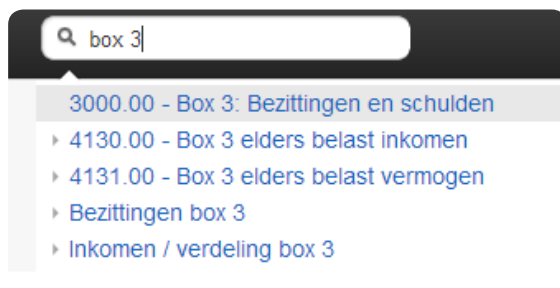 box 3
3000.00 - Box 3: Bezittingen en schulden
4130.00 - Box 3 elders belast inkomen
4131.00 - Box 3 elders belast vermogen
Bezittingen box 3
Inkomen / verdeling box 3